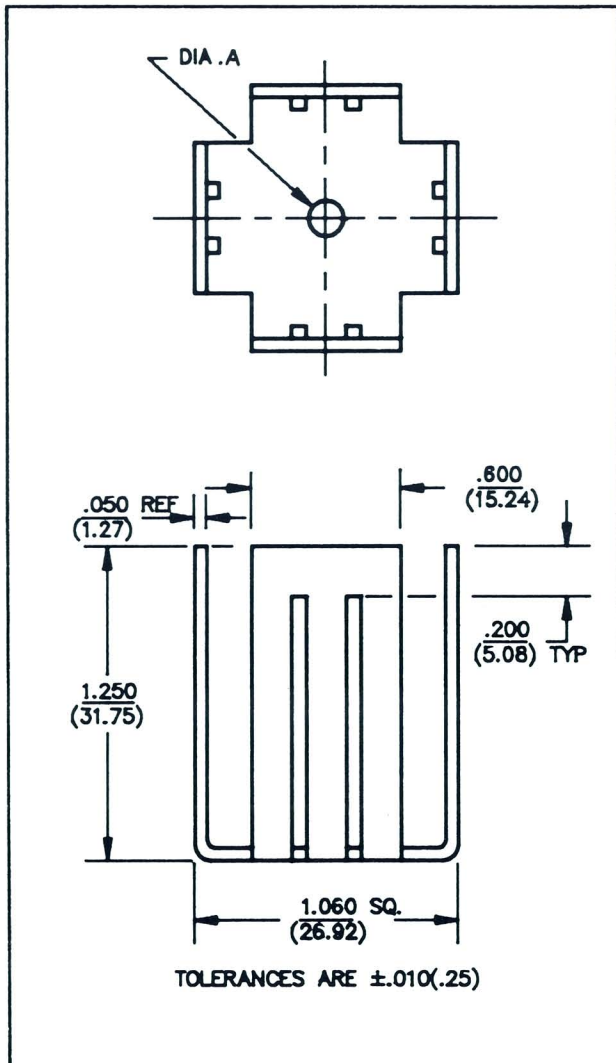 DIA .A
.050 REF
(1.27)
.600
(15.24)
.200
(5.08) TYP
1.250
(31.75)
1.060 SQ.
(26.92)
TOLERANCES ARE ±.010(.25)